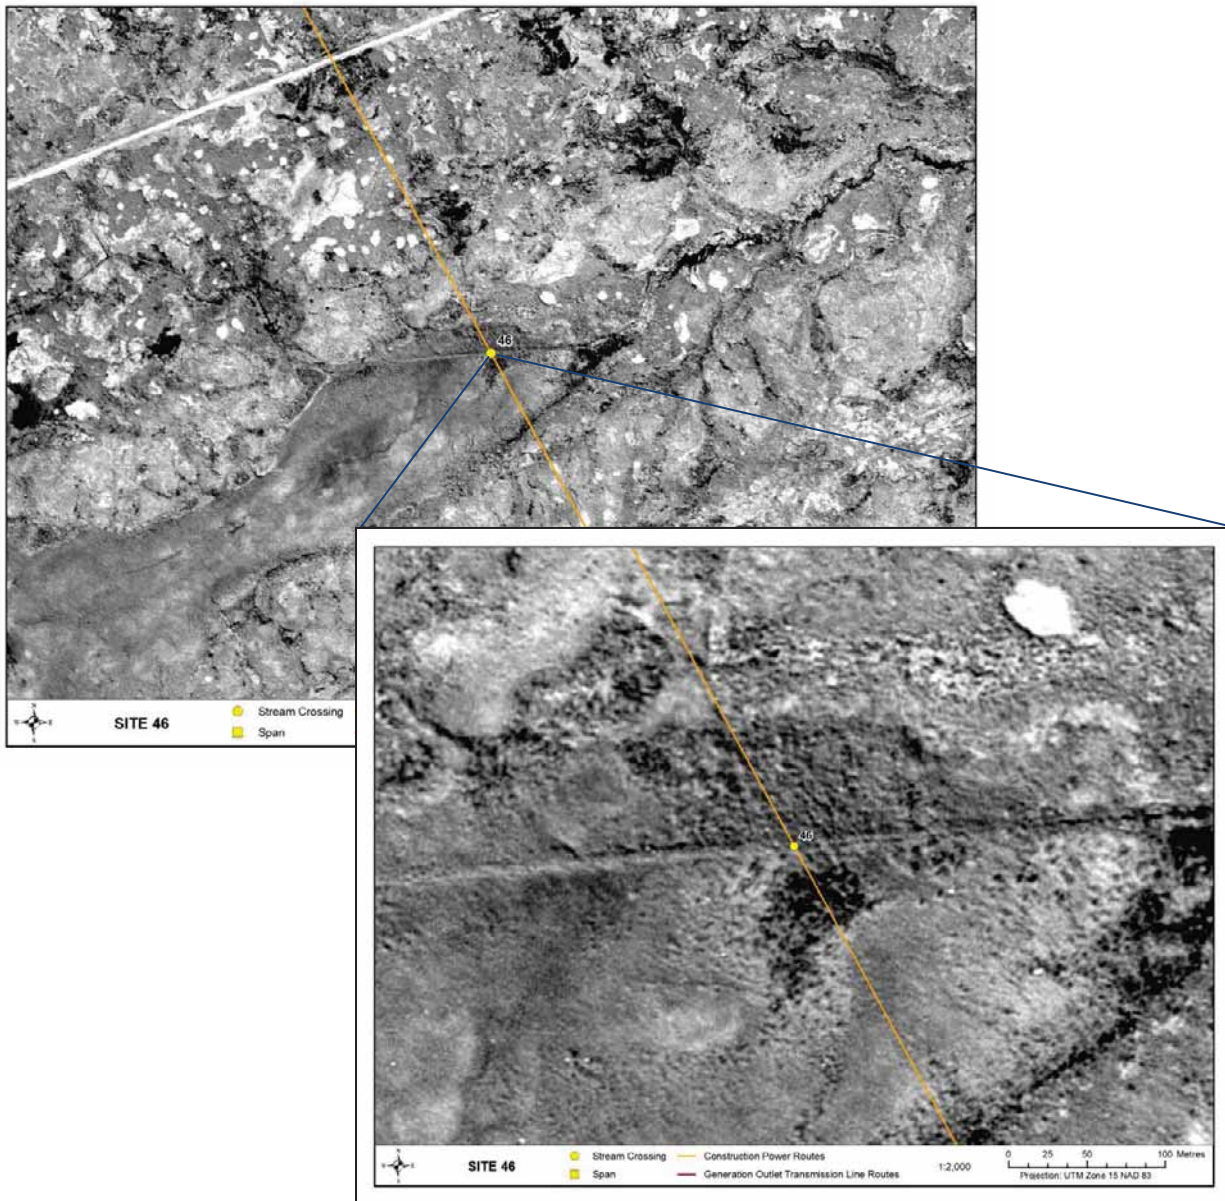 46
SITE 46
Stream Crossing
Span
46
SITE 46
Stream Crossing
Span
Construction Power Routes
Generation Outlet Transmission Line Routes
1:2,000
0 25 50 100 Metres
Projection: UTM Zone 15 NAD 83